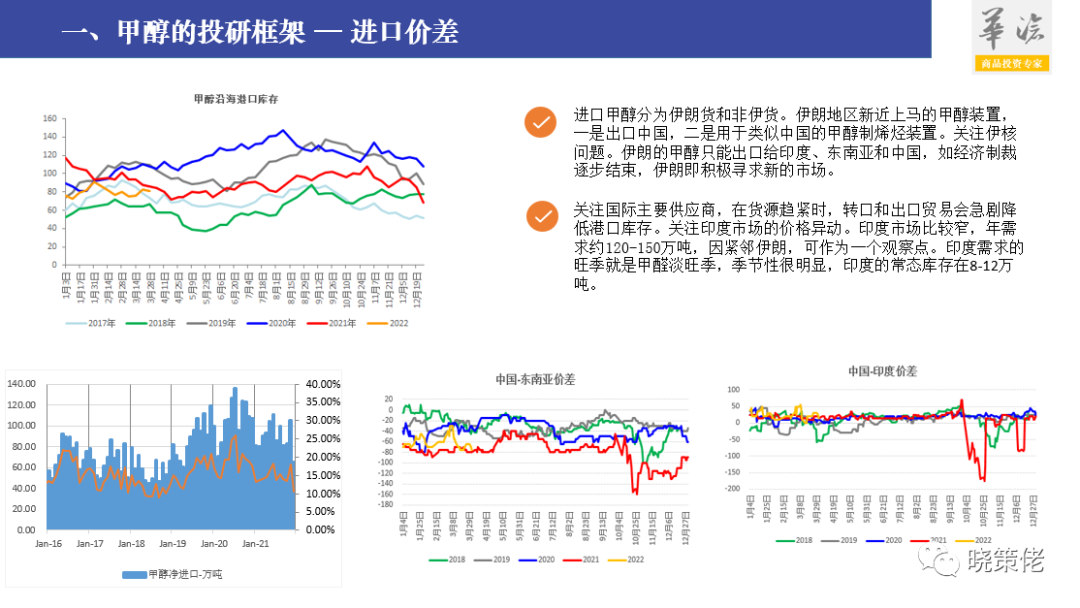 一、甲醇的投研框架 — 进口价差
華滄
商品投资专家
甲醇沿海港口库存
160
140
120
100
80
60
40
20
0
1月3日 1月17日 1月31日 2月14日 2月28日 3月14日 3月28日 4月11日 4月25日 5月9日 5月23日 6月6日 6月20日 7月4日 7月18日 8月1日 8月15日 8月29日 9月12日 9月26日 10月10日 10月24日 11月7日 11月21日 12月5日 12月19日
2017年 2018年 2019年 2020年 2021年 2022
进口甲醇分为伊朗货和非伊货。伊朗地区新近上马的甲醇装置，
一是出口中国，二是用于类似中国的甲醇制烯烃装置。关注伊核
问题。伊朗的甲醇只能出口给印度、东南亚和中国，如经济制裁
逐步结束，伊朗即积极寻求新的市场。
关注国际主要供应商，在货源趋紧时，转口和出口贸易会急剧降
低港口库存。关注印度市场的价格异动。印度市场比较窄，年需
求约120-150万吨，因紧邻伊朗，可作为一个观察点。印度需求的
旺季就是甲醛淡旺季，季节性很明显，印度的常态库存在8-12万
吨。
140.00
120.00
100.00
80.00
60.00
40.00
20.00
0.00
40.00%
35.00%
30.00%
25.00%
20.00%
15.00%
10.00%
5.00%
0.00%
Jan-16 Jan-17 Jan-18 Jan-19 Jan-20 Jan-21
甲醇净进口-万吨
中国-东南亚价差
20
0
-20
-40
-60
-80
-100
-120
-140
-160
-180
1月4日 1月25日 2月15日 3月8日 3月29日 4月19日 5月10日 5月31日 6月21日 7月12日 8月2日 8月23日 9月13日 10月4日 10月25日 11月15日 12月6日 12月27日
2018 2019 2020 2021 2022
中国-印度价差
100
50
0
-50
-100
-150
-200
1月4日 1月25日 2月15日 3月8日 3月29日 4月19日 5月10日 5月31日 6月21日 7月12日 8月2日 8月23日 9月13日 10月4日 10月25日 11月15日 12月6日 12月27日
2018 2019 2020 2021 2022
晓策佬